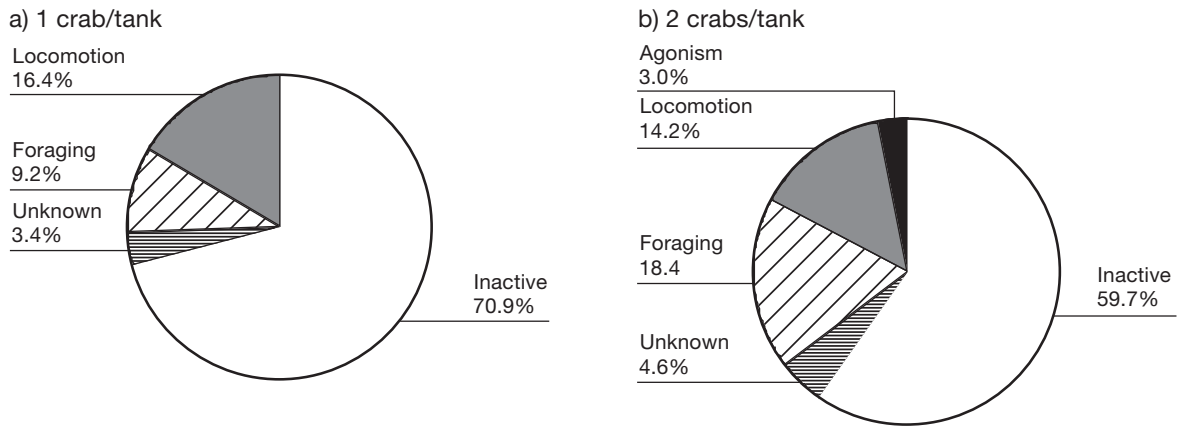 a) 1 crab/tank
Locomotion
16.4%
Foraging
9.2%
Unknown
3.4%
Inactive
70.9%
b) 2 crabs/tank
Agonism
3.0%
Locomotion
14.2%
Foraging
18.4
Unknown
4.6%
Inactive
59.7%